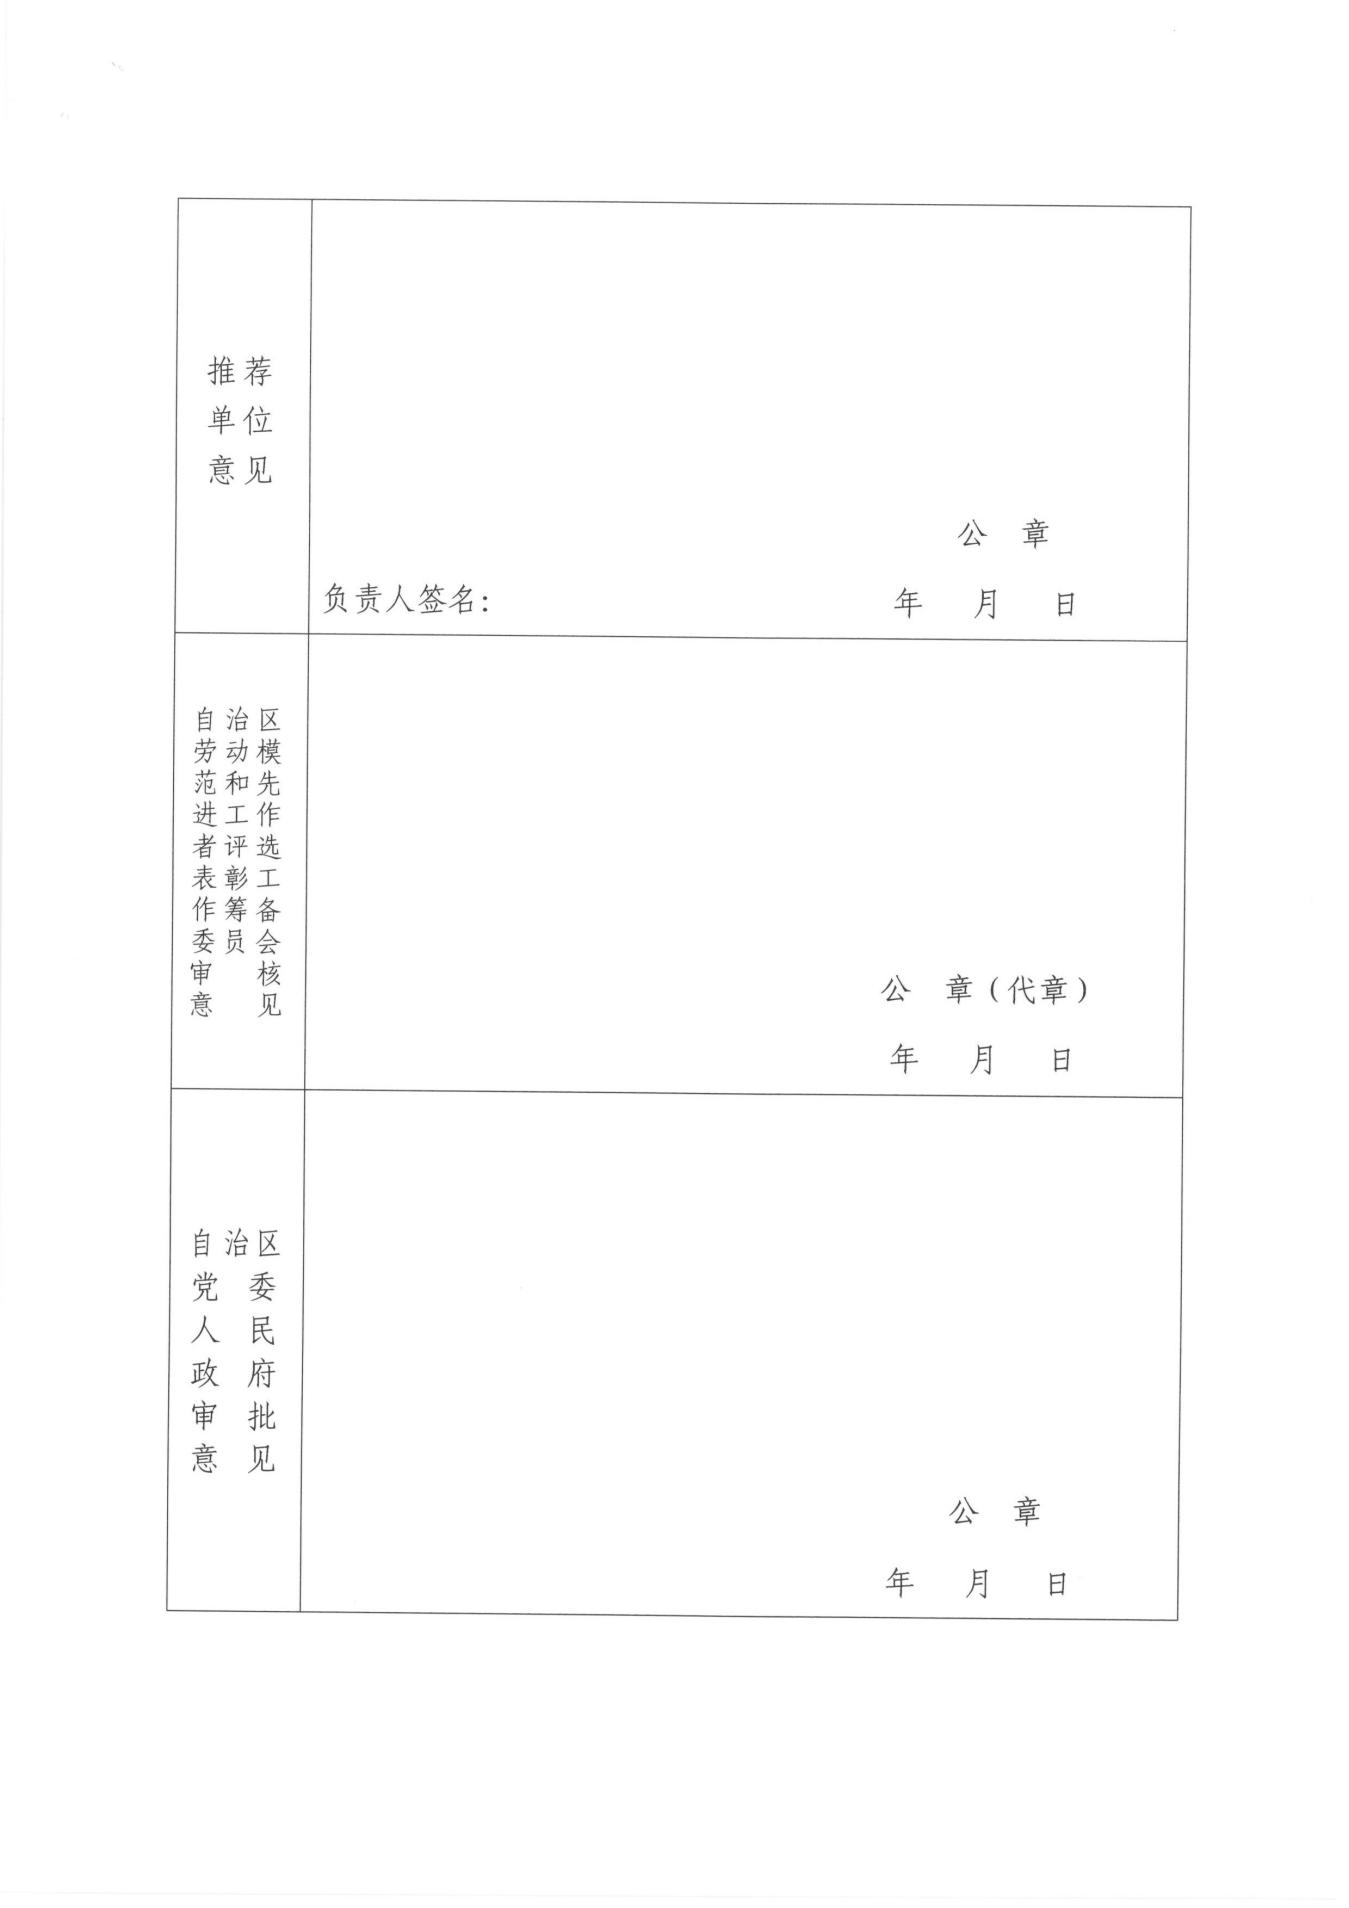 推荐
单位
意见
公 章
负责人签名：
年 月 日
自治区
劳动模
范和先
进工作
者评选
表彰工
作筹备
委员会
审 核
意 见
公 章（代章）
年 月 日
自治区
党 委
人 民
政 府
审 批
意 见
公 章
年 月 日